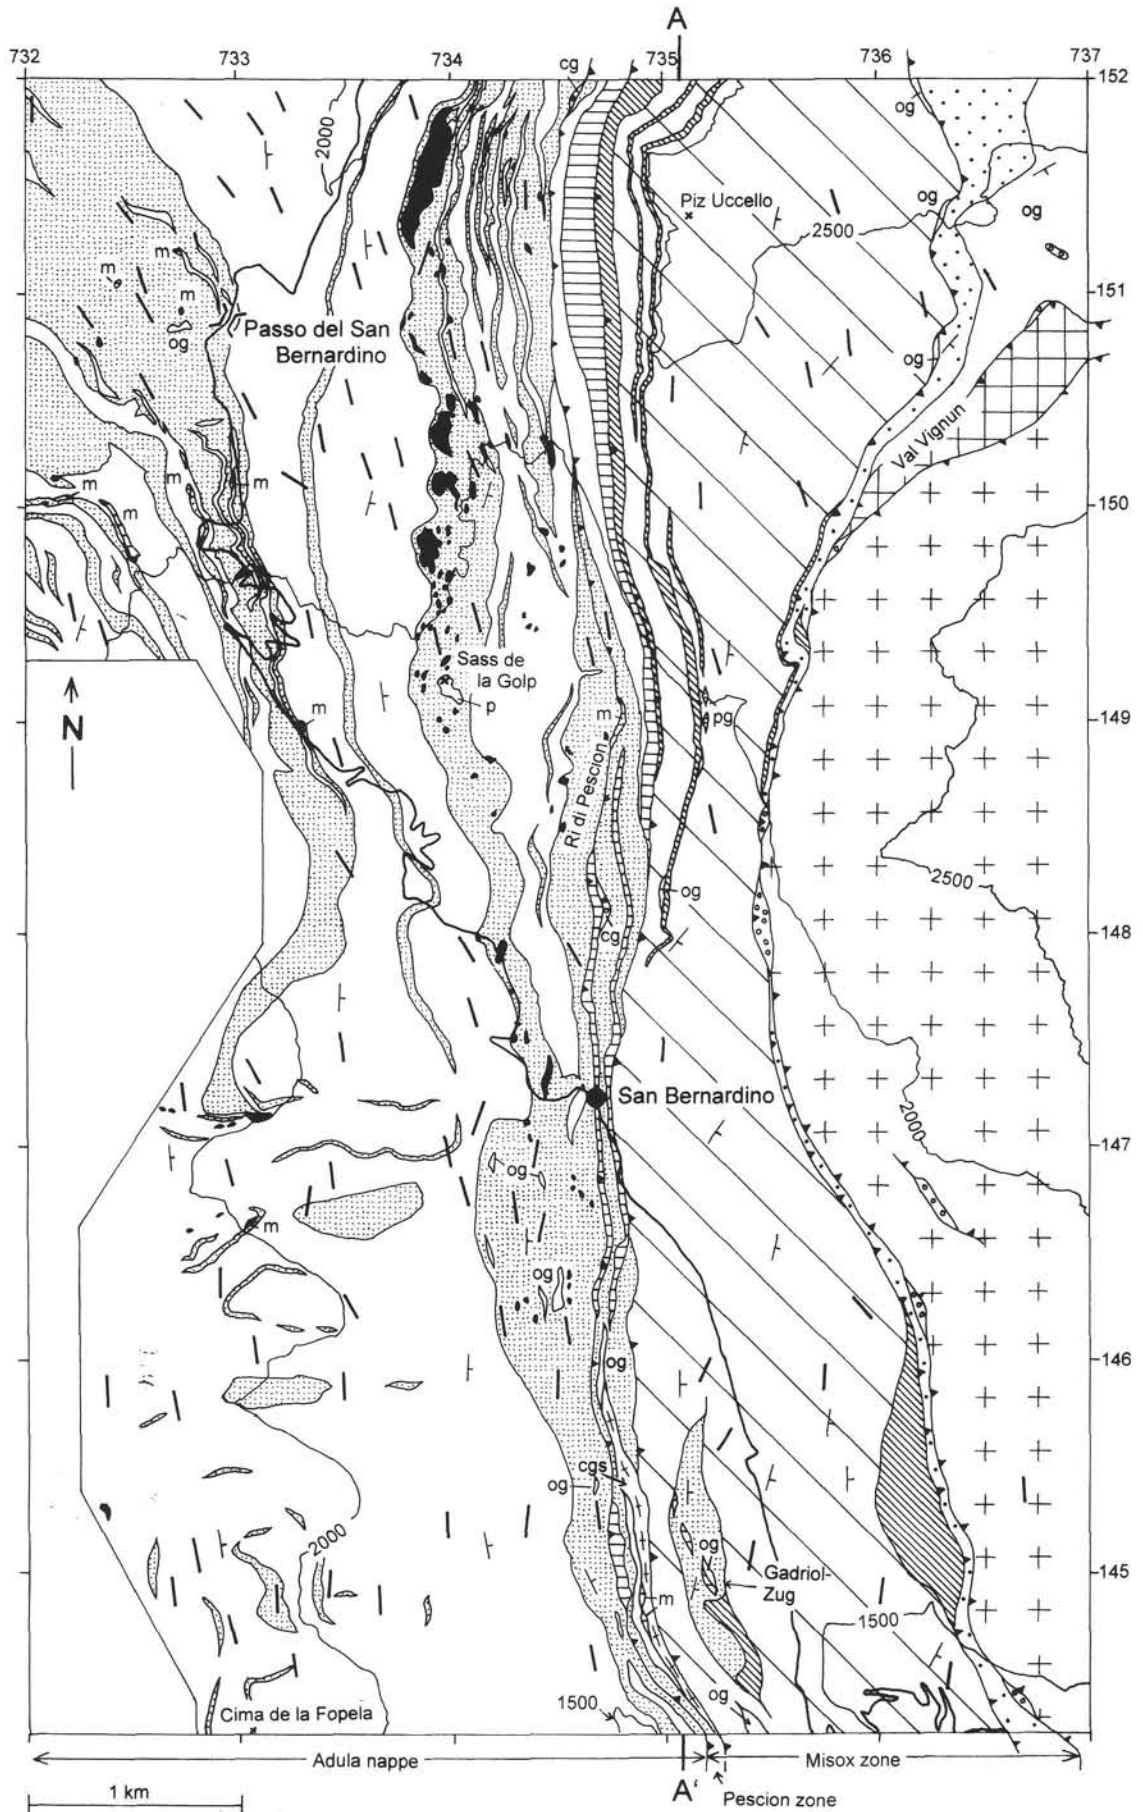 A
732
733
734
735
736
737
cg
152
og
2000
Piz Uccello
og
2500
og
m
m
m
og
151
Passo del San
Bernardino
og
Val Vignun
m
m
m
150
Sass de
la Golp
p
N
m
m
pg
149
Ri di Pescion
og
2500
cg
148
San Bernardino
2000
147
og
m
og
og
146
cgs
og
og
Gadriol-
Zug
145
2000
m
1500
og
1500
Cima de la Fopela
Adula nappe
Misox zone
A'
Pescion zone
1 km